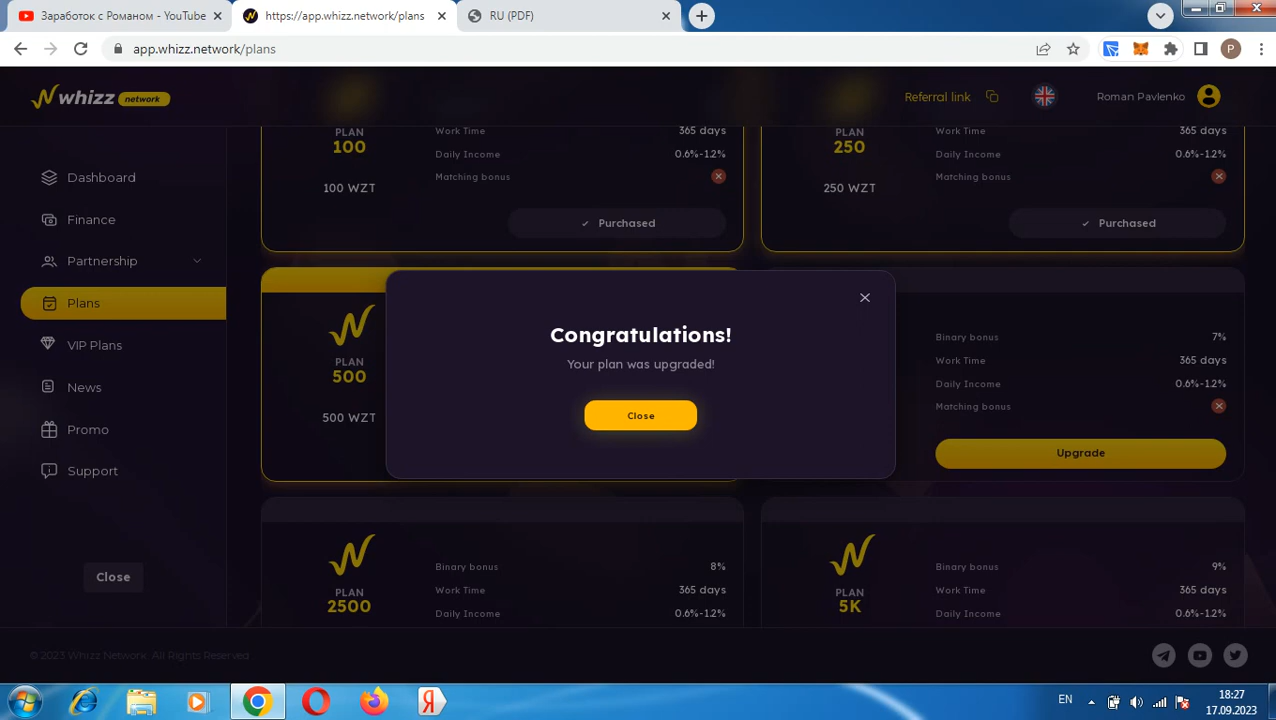 Заработок с Романом - YouTube
https://app.whizz.network/plans
RU (PDF)
app.whizz.network/plans
P
whizz network
Referral link
Roman Pavlenko
Dashboard
Finance
Partnership
Plans
VIP Plans
News
Promo
Support
Close
PLAN
100
100 WZT
Work Time 365 days
Daily Income 0.6%-1.2%
Matching bonus
Purchased
PLAN
250
250 WZT
Work Time 365 days
Daily Income 0.6%-1.2%
Matching bonus
Purchased
PLAN
500
500 WZT
Congratulations!
Your plan was upgraded!
Close
Binary bonus 7%
Work Time 365 days
Daily Income 0.6%-1.2%
Matching bonus
Upgrade
PLAN
2500
Binary bonus 8%
Work Time 365 days
Daily Income 0.6%-1.2%
PLAN
5K
Binary bonus 9%
Work Time 365 days
Daily Income 0.6%-1.2%
© 2023 Whizz Network. All Rights Reserved
EN
18:27
17.09.2023